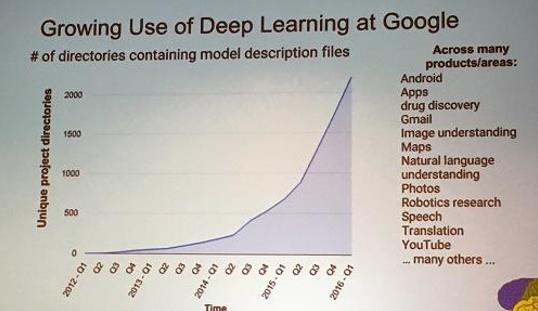 Growing Use of Deep Learning at Google
# of directories containing model description files
Unique project directories
2000
1500
1000
500
0
2012 - Q1
Q2
Q3
Q4
2013 - Q1
Q2
Q3
Q4
2014 - Q1
Q2
Q3
Q4
2015 - Q1
Q2
Q3
Q4
2016 - Q1
Time
Across many
products/areas:
Android
Apps
drug discovery
Gmail
Image understanding
Maps
Natural language
understanding
Photos
Robotics research
Speech
Translation
YouTube
... many others ...